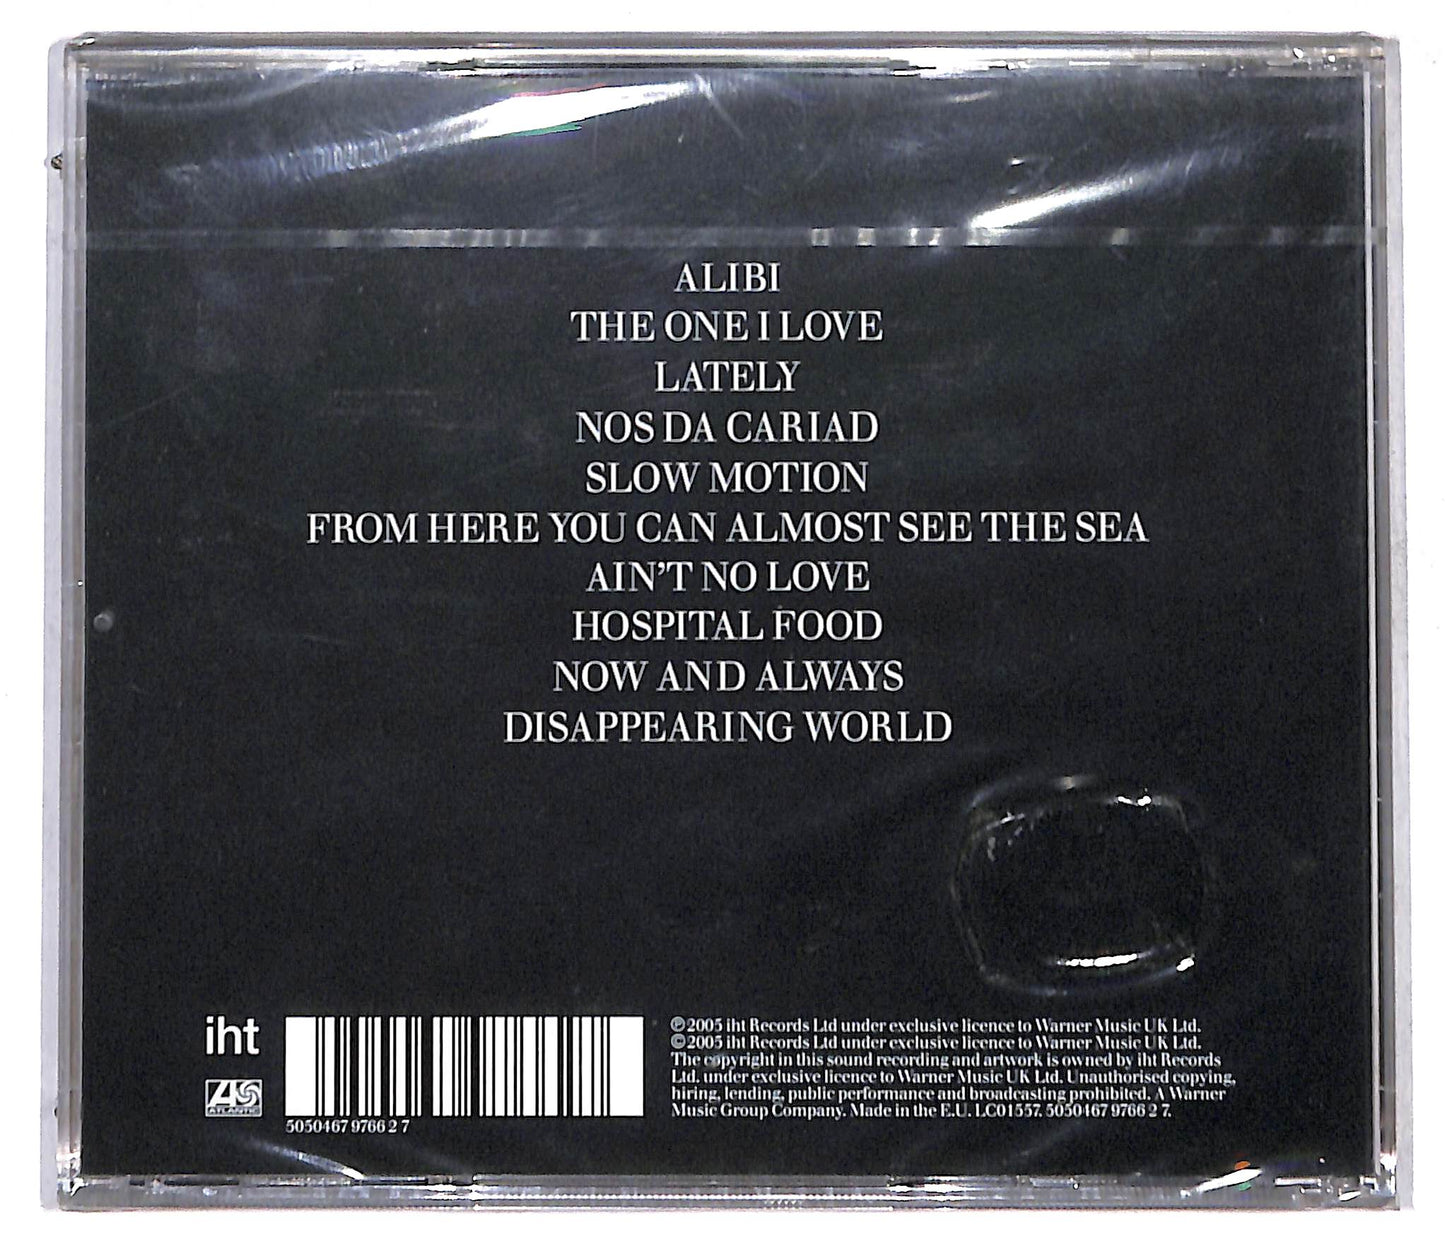 ALIBI
THE ONE I LOVE
LATELY
NOS DA CARIAD
SLOW MOTION
FROM HERE YOU CAN ALMOST SEE THE SEA
AIN'T NO LOVE
HOSPITAL FOOD
NOW AND ALWAYS
DISAPPEARING WORLD
iht
ATLANTIC
5050467 9766 2 7
℗2005 iht Records Ltd under exclusive licence to Warner Music UK Ltd.
©2005 iht Records Ltd under exclusive licence to Warner Music UK Ltd.
The copyright in this sound recording and artwork is owned by iht Records
Ltd. under exclusive licence to Warner Music UK Ltd. Unauthorised copying,
hiring, lending, public performance and broadcasting prohibited. A Warner
Music Group Company. Made in the E.U. LC01557. 5050467 9766 2 7.